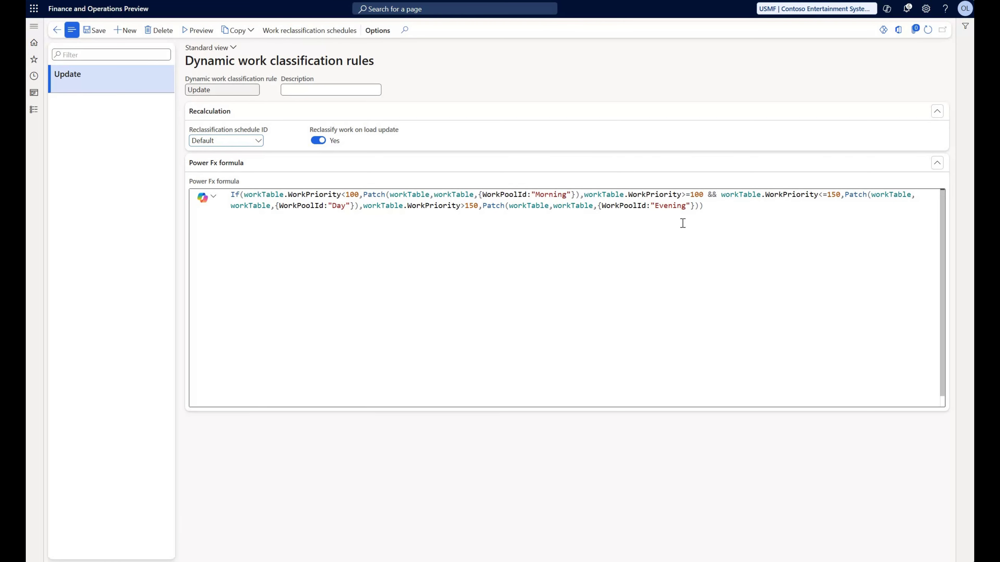 Finance and Operations Preview
Search for a page
USMF | Contoso Entertainment Syste...
6
OL
Save
New
Delete
Preview
Copy
Work reclassification schedules
Options
0
Filter
Update
Standard view
Dynamic work classification rules
Dynamic work classification rule
Description
Update
Recalculation
Reclassification schedule ID
Reclassify work on load update
Default
Yes
Power Fx formula
Power Fx formula
If(workTable.WorkPriority<100,Patch(workTable,workTable,{WorkPoolId:"Morning"}),workTable.WorkPriority>=100 && workTable.WorkPriority<=150,Patch(workTable,
workTable,{WorkPoolId:"Day"}),workTable.WorkPriority>150,Patch(workTable,workTable,{WorkPoolId:"Evening"}))